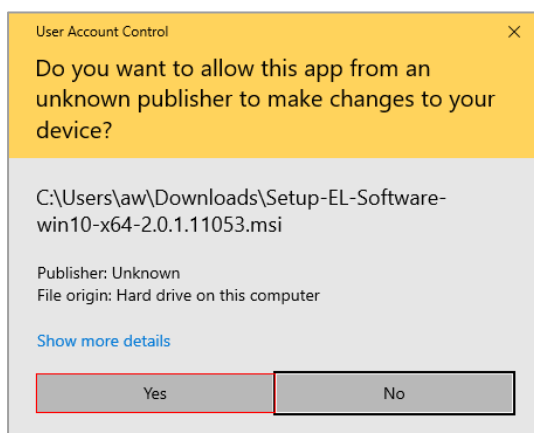 User Account Control
Do you want to allow this app from an
unknown publisher to make changes to your
device?
C:\Users\aw\Downloads\Setup-EL-Software-
win10-x64-2.0.1.11053.msi
Publisher: Unknown
File origin: Hard drive on this computer
Show more details
Yes
No